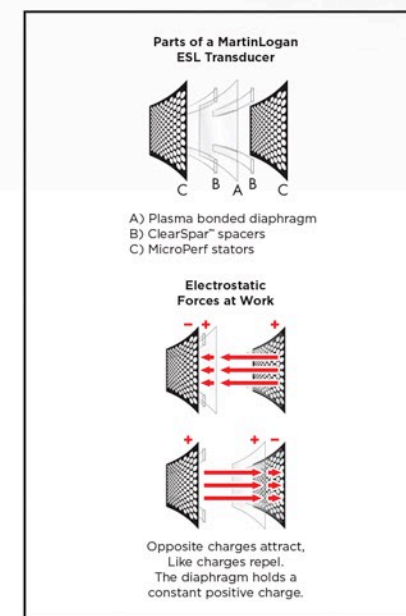 Parts of a MartinLogan
ESL Transducer
C B A B C
A) Plasma bonded diaphragm
B) ClearSpar™ spacers
C) MicroPerf stators
Electrostatic
Forces at Work
- + +
+ + -
Opposite charges attract,
Like charges repel.
The diaphragm holds a
constant positive charge.